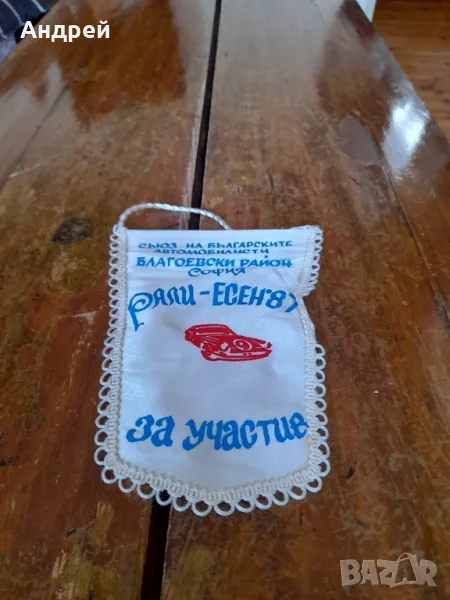 Андрей
СЪЮЗ НА БЪЛГАРСКИТЕ
АВТОМОБИЛИСТИ
БЛАГОЕВСКИ РАЙОН
СОФИЯ
РАЛИ-ЕСЕН'87
ЗА УЧАСТИЕ
BAZAR